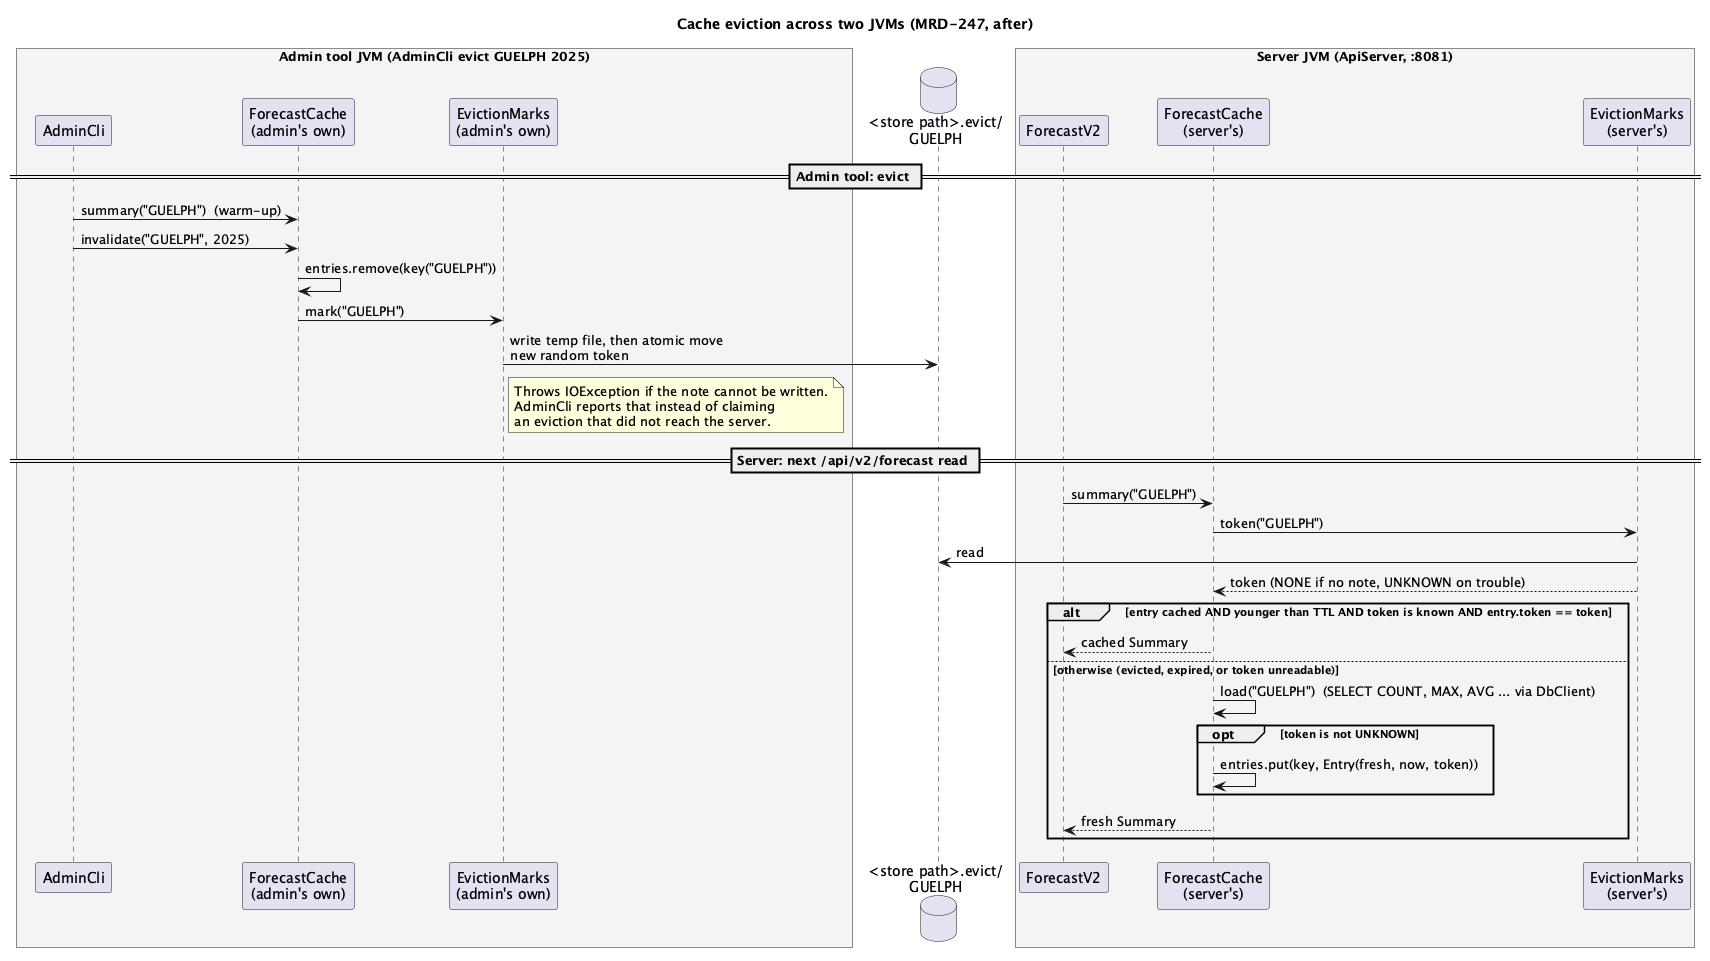 Cache eviction across two JVMs (MRD-247, after)
Admin tool JVM (AdminCli evict GUELPH 2025)
Server JVM (ApiServer, :8081)
AdminCli
ForecastCache
(admin's own)
EvictionMarks
(admin's own)
<store path>.evict/
GUELPH
ForecastV2
ForecastCache
(server's)
EvictionMarks
(server's)
Admin tool: evict
summary("GUELPH")  (warm-up)
invalidate("GUELPH", 2025)
entries.remove(key("GUELPH"))
mark("GUELPH")
write temp file, then atomic move
new random token
Throws IOException if the note cannot be written.
AdminCli reports that instead of claiming
an eviction that did not reach the server.
Server: next /api/v2/forecast read
summary("GUELPH")
token("GUELPH")
read
token (NONE if no note, UNKNOWN on trouble)
alt
[entry cached AND younger than TTL AND token is known AND entry.token == token]
cached Summary
[otherwise (evicted, expired, or token unreadable)]
load("GUELPH")  (SELECT COUNT, MAX, AVG ... via DbClient)
opt
[token is not UNKNOWN]
entries.put(key, Entry(fresh, now, token))
fresh Summary
AdminCli
ForecastCache
(admin's own)
EvictionMarks
(admin's own)
<store path>.evict/
GUELPH
ForecastV2
ForecastCache
(server's)
EvictionMarks
(server's)